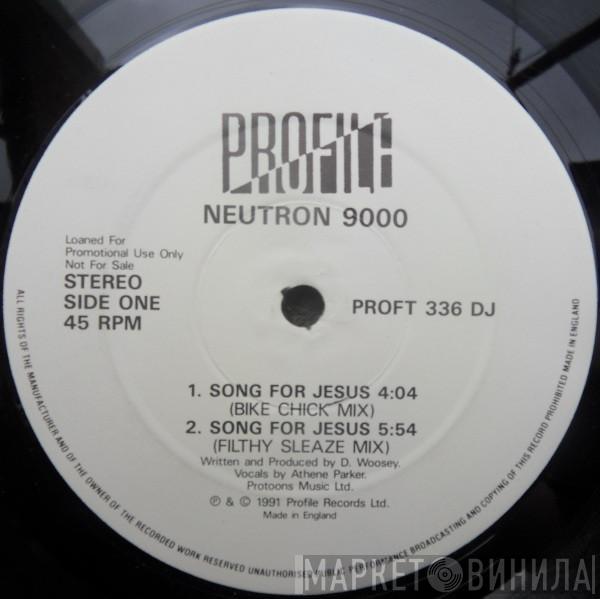 PROFILE
NEUTRON 9000
Loaned For
Promotional Use Only
Not For Sale
STEREO
SIDE ONE
45 RPM
PROFT 336 DJ
1. SONG FOR JESUS 4:04
(BIKE CHICK MIX)
2. SONG FOR JESUS 5:54
(FILTHY SLEAZE MIX)
Written and Produced by D. Woosey.
Vocals by Athene Parker.
Protoons Music Ltd.
℗ & © 1991 Profile Records Ltd.
Made in England
ALL RIGHTS OF THE MANUFACTURER AND OF THE OWNER OF THE RECORDED WORK RESERVED UNAUTHORISED PUBLIC PERFORMANCE BROADCASTING AND COPYING OF THIS RECORD PROHIBITED MADE IN ENGLAND
МАРКЕТ ВИНИЛА